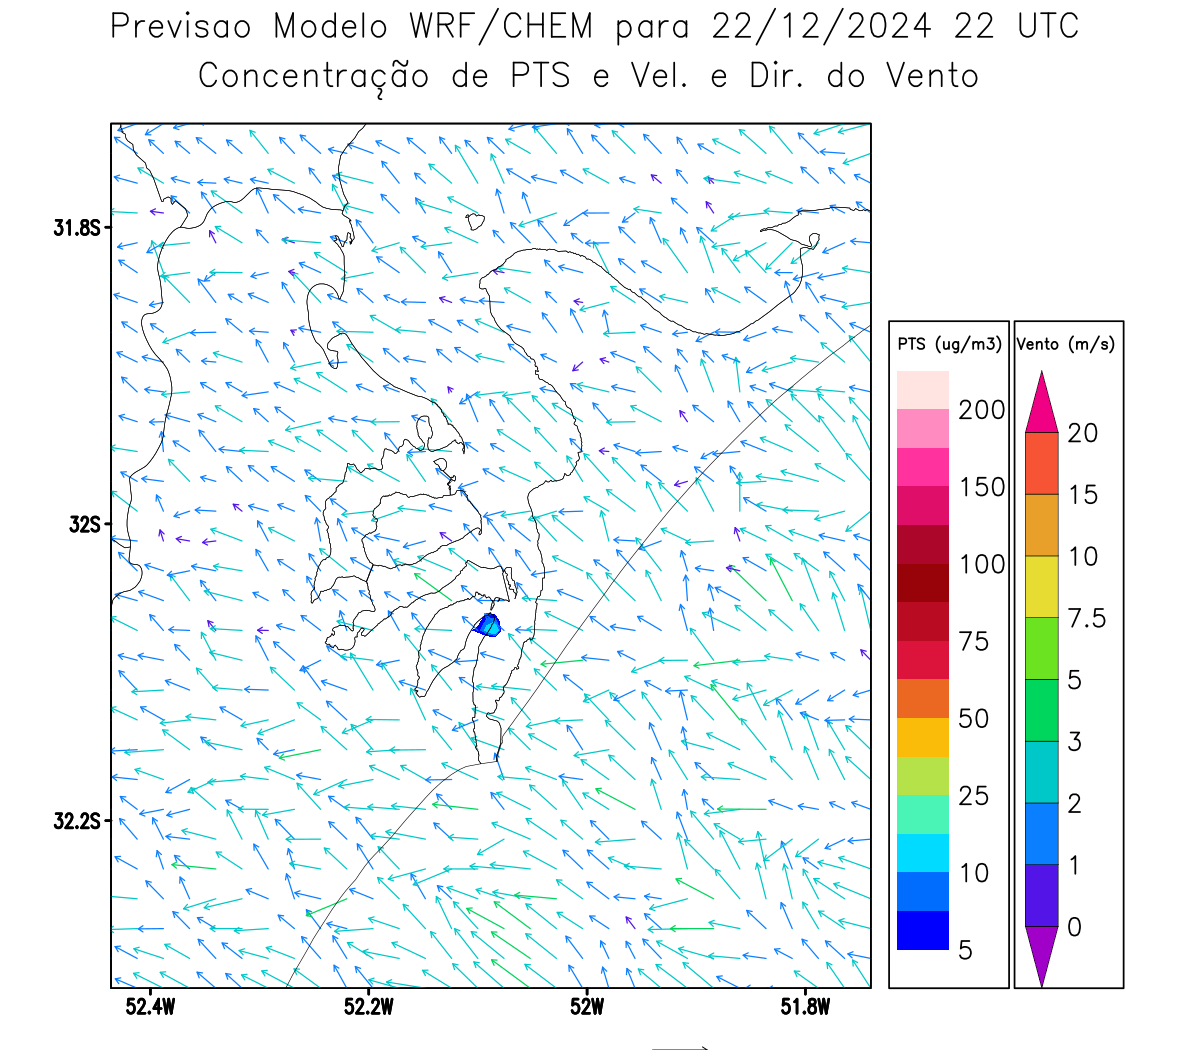 Previsao Modelo WRF/CHEM para 22/12/2024 22 UTC
Concentração de PTS e Vel. e Dir. do Vento
31.8S
32S
32.2S
52.4W
52.2W
52W
51.8W
PTS (ug/m3)
200
150
100
75
50
25
10
5
Vento (m/s)
20
15
10
7.5
5
3
2
1
0